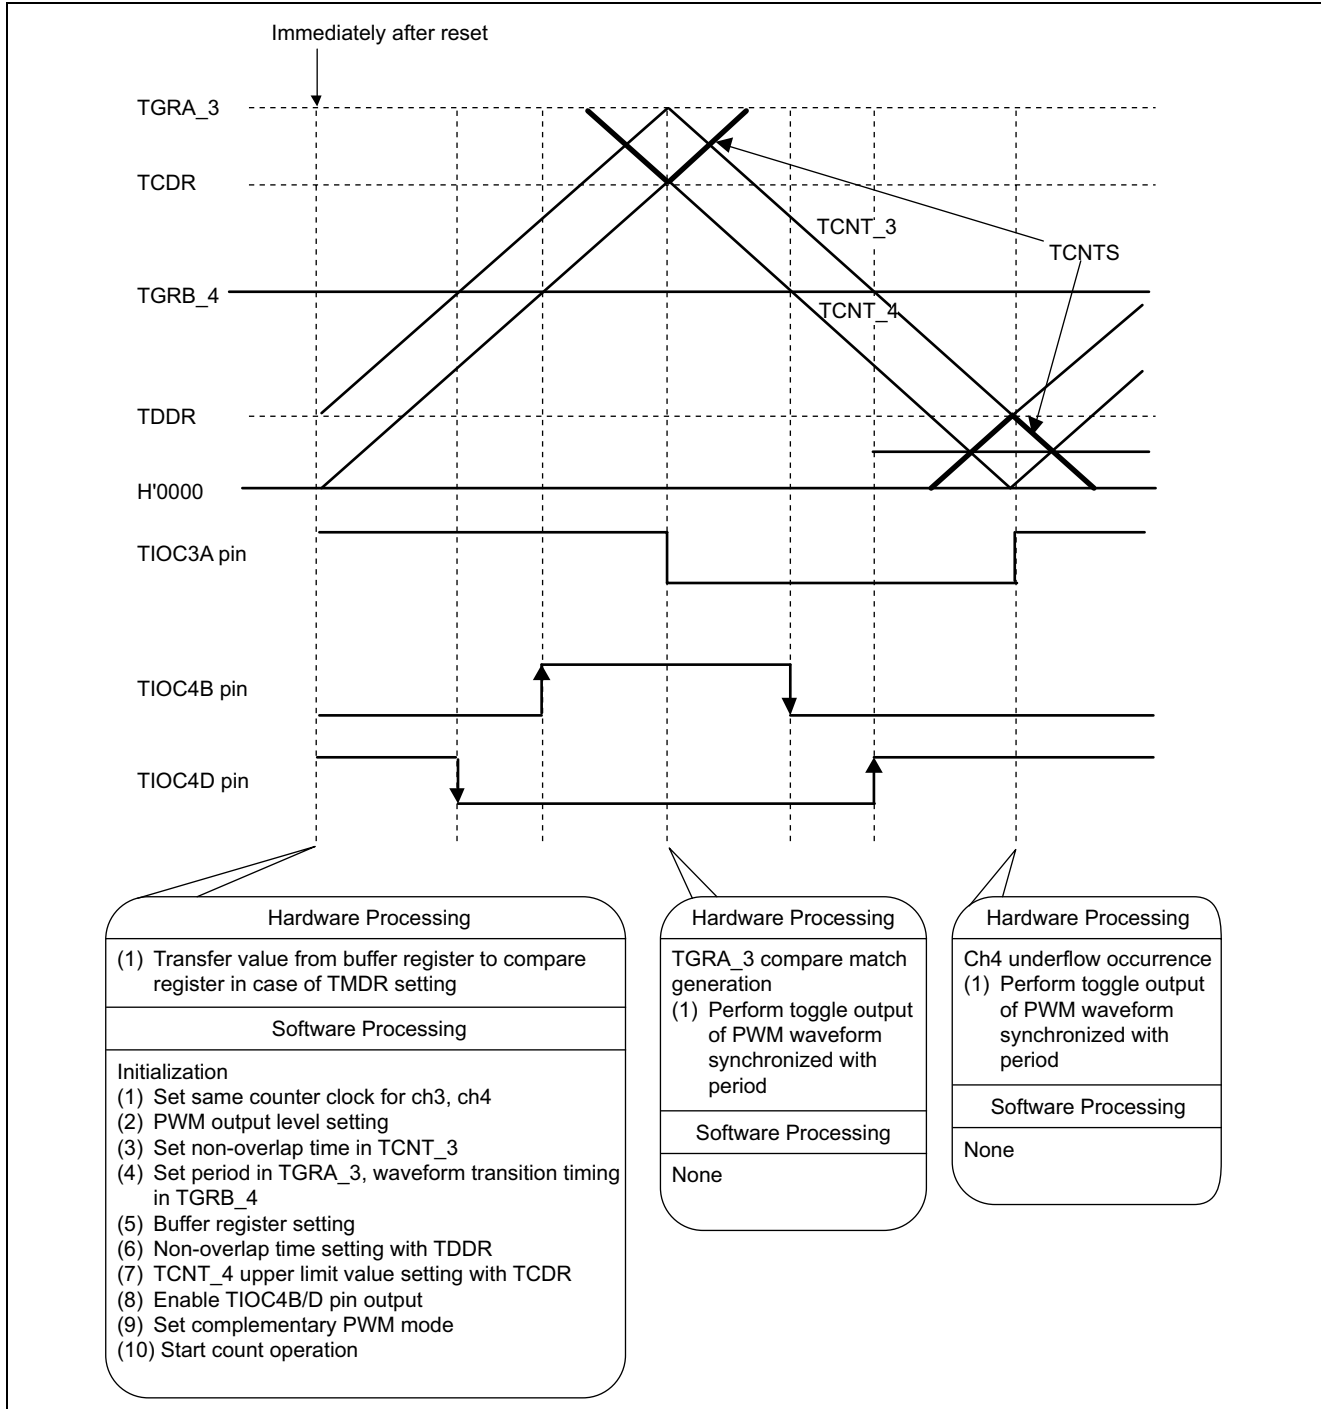 Immediately after reset
TGRA_3
TCDR
TCNT_3
TCNTS
TGRB_4
TCNT_4
TDDR
H'0000
TIOC3A pin
TIOC4B pin
TIOC4D pin
Hardware Processing
(1) Transfer value from buffer register to compare
register in case of TMDR setting
Software Processing
Initialization
(1) Set same counter clock for ch3, ch4
(2) PWM output level setting
(3) Set non-overlap time in TCNT_3
(4) Set period in TGRA_3, waveform transition timing
in TGRB_4
(5) Buffer register setting
(6) Non-overlap time setting with TDDR
(7) TCNT_4 upper limit value setting with TCDR
(8) Enable TIOC4B/D pin output
(9) Set complementary PWM mode
(10) Start count operation
Hardware Processing
TGRA_3 compare match
generation
(1) Perform toggle output
of PWM waveform
synchronized with
period
Software Processing
None
Hardware Processing
Ch4 underflow occurrence
(1) Perform toggle output
of PWM waveform
synchronized with
period
Software Processing
None